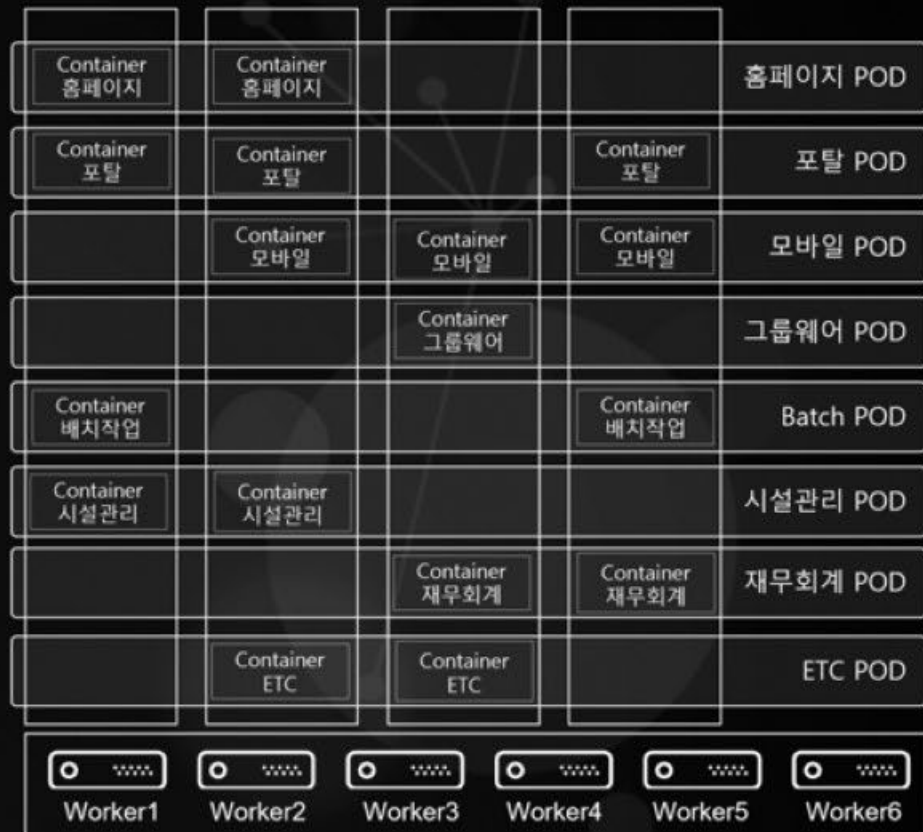 Container
홈페이지
Container
홈페이지
홈페이지 POD
Container
포탈
Container
포탈
Container
포탈
포탈 POD
Container
모바일
Container
모바일
Container
모바일
모바일 POD
Container
그룹웨어
그룹웨어 POD
Container
배치작업
Container
배치작업
Batch POD
Container
시설관리
Container
시설관리
시설관리 POD
Container
재무회계
Container
재무회계
재무회계 POD
Container
ETC
Container
ETC
ETC POD
Worker1 Worker2 Worker3 Worker4 Worker5 Worker6